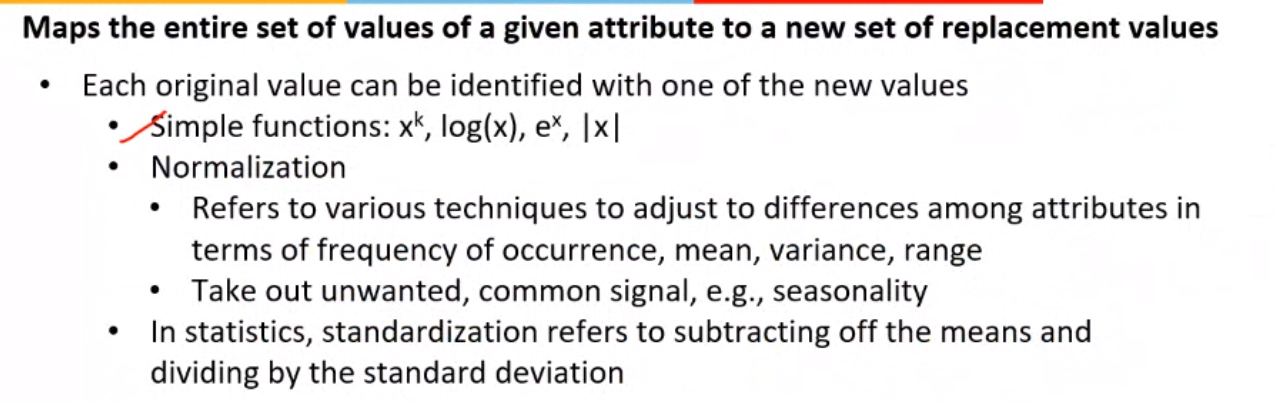 Maps the entire set of values of a given attribute to a new set of replacement values
• Each original value can be identified with one of the new values
• Simple functions: xᵏ, log(x), eˣ, |x|
• Normalization
• Refers to various techniques to adjust to differences among attributes in
terms of frequency of occurrence, mean, variance, range
• Take out unwanted, common signal, e.g., seasonality
• In statistics, standardization refers to subtracting off the means and
dividing by the standard deviation